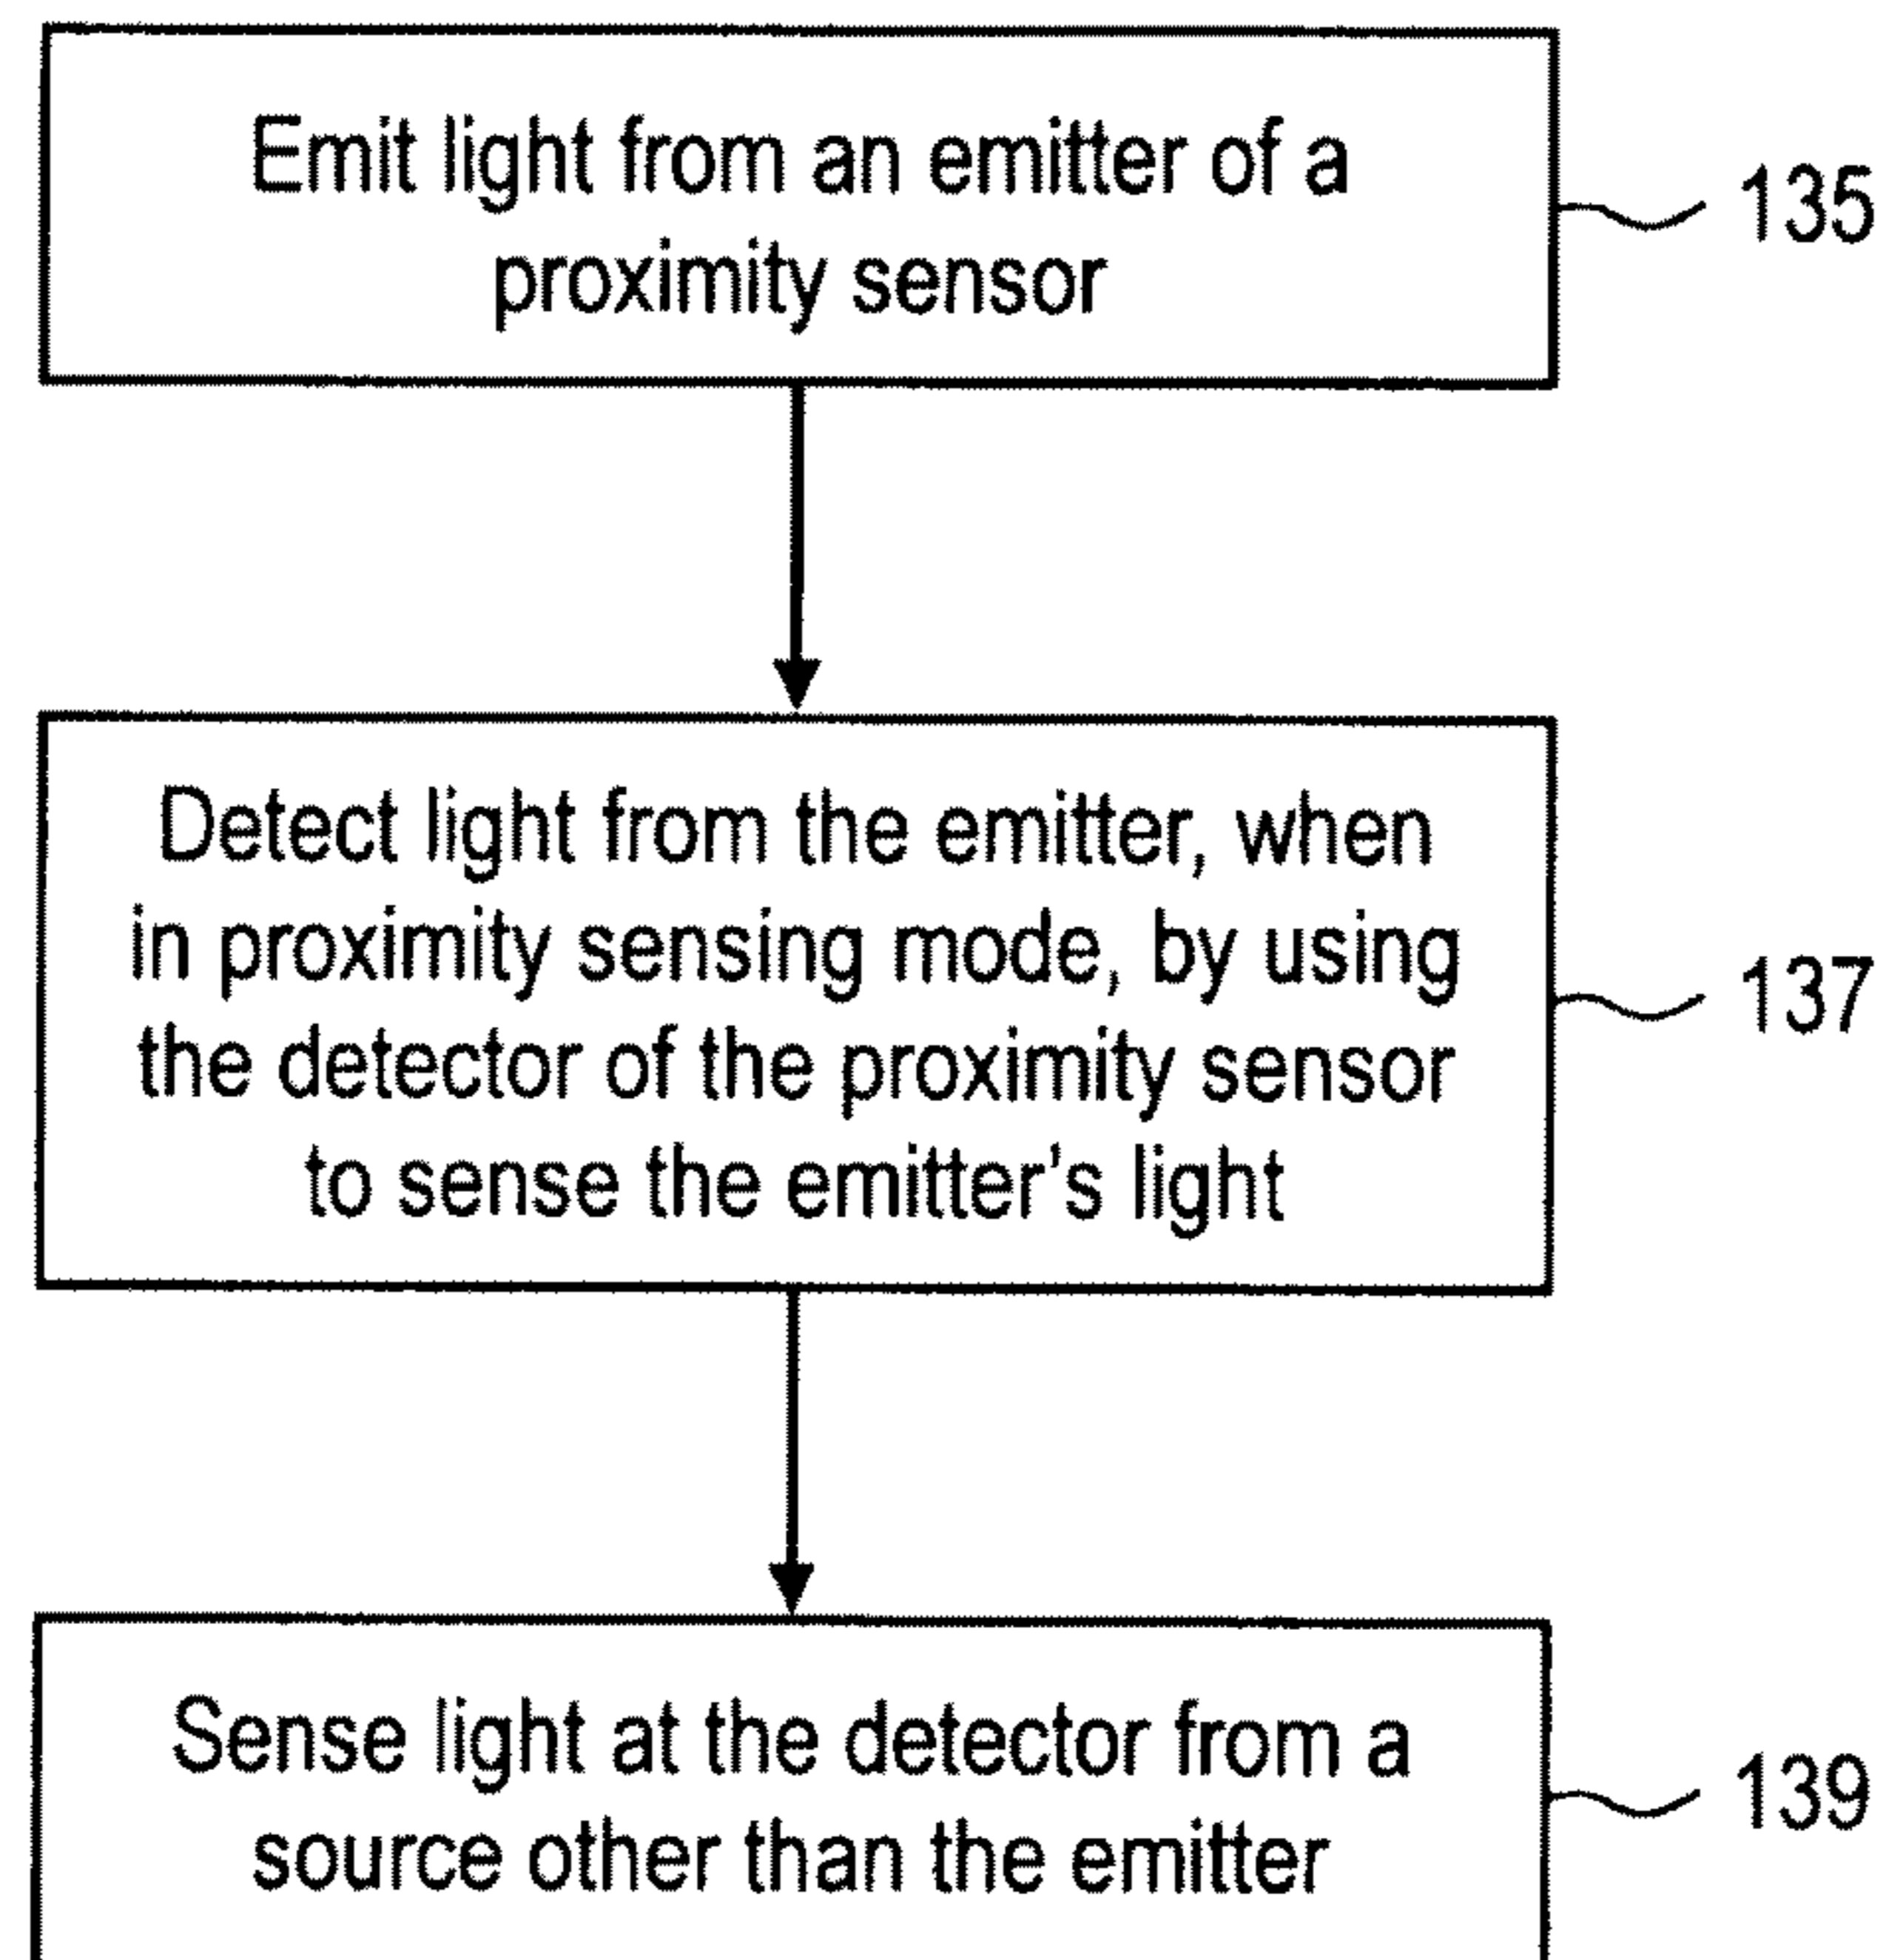 Emit light from an emitter of a
proximity sensor
135
Detect light from the emitter, when
in proximity sensing mode, by using
the detector of the proximity sensor
to sense the emitter's light
137
Sense light at the detector from a
source other than the emitter
139